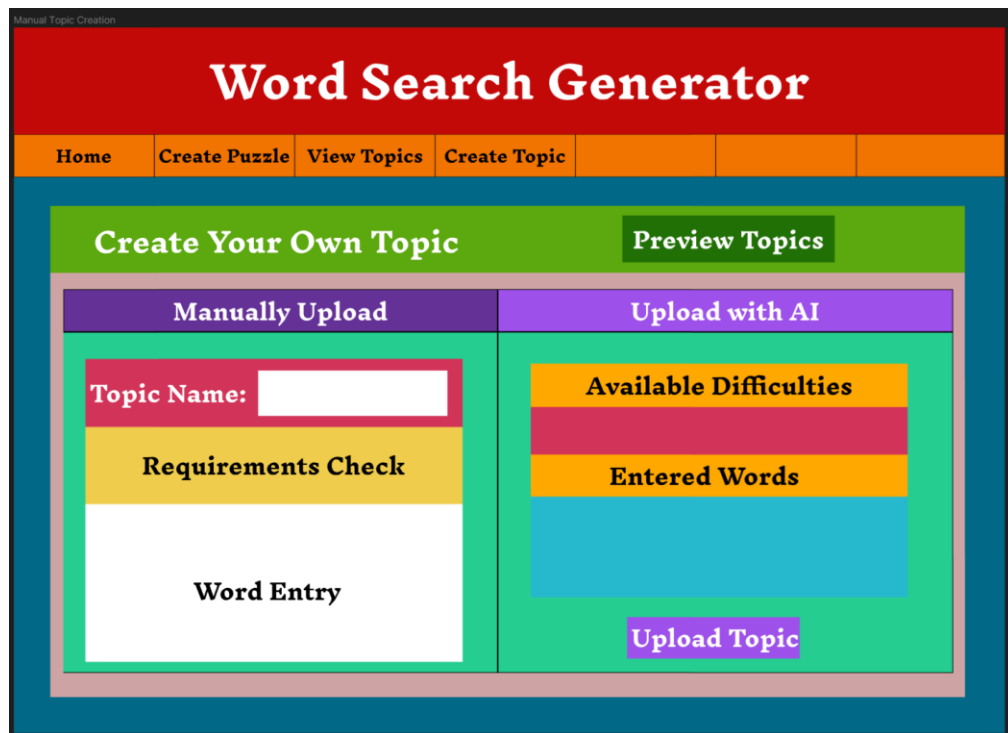 Manual Topic Creation
Word Search Generator
Home Create Puzzle View Topics Create Topic
Create Your Own Topic Preview Topics
Manually Upload Upload with AI
Topic Name:
Requirements Check
Word Entry
Available Difficulties
Entered Words
Upload Topic